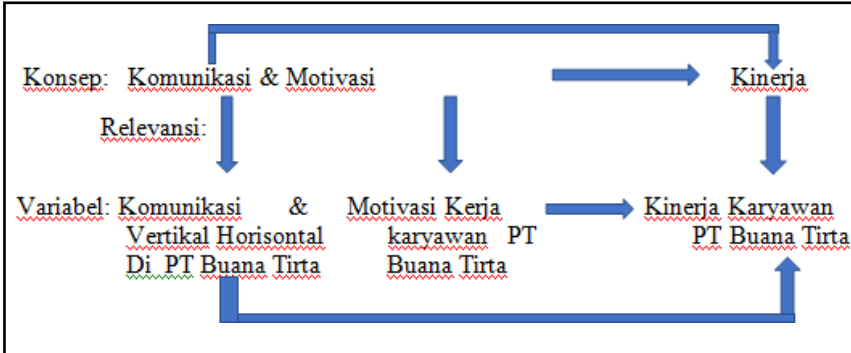 Konsep: Komunikasi & Motivasi Kinerja
Relevansi:
Variabel: Komunikasi & Motivasi Kerja Kinerja Karyawan
Vertikal Horisontal karyawan PT PT Buana Tirta
Di PT Buana Tirta Buana Tirta